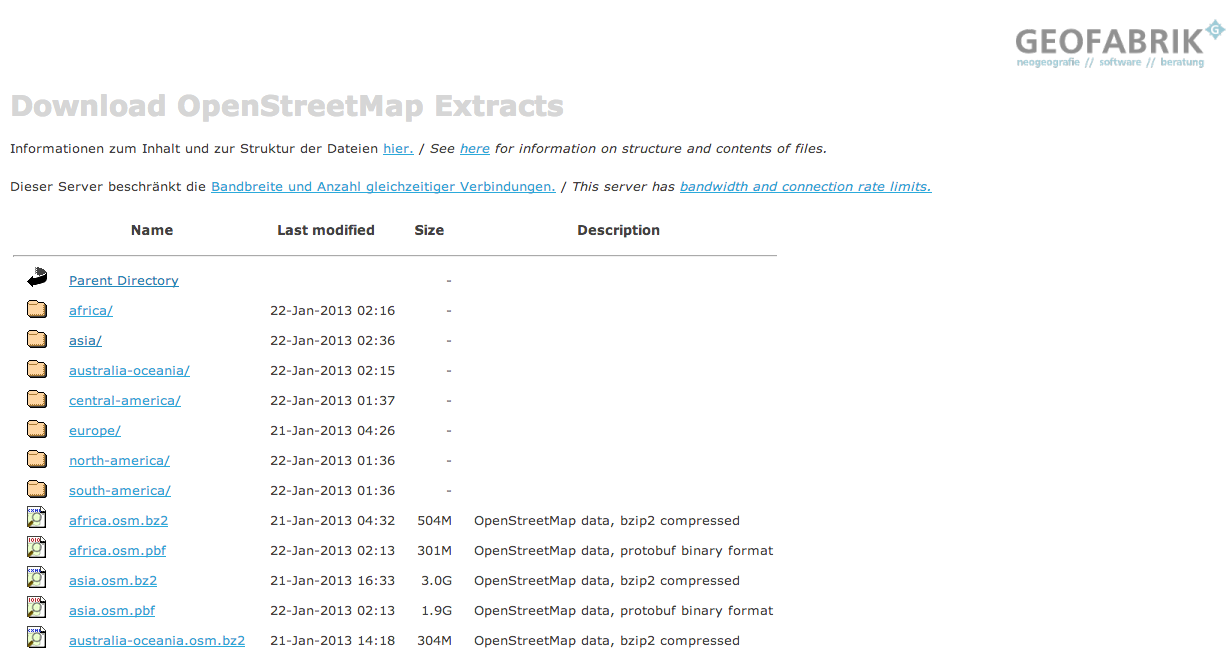 GEOFABRIK
neogeografie // software // beratung
Download OpenStreetMap Extracts
Informationen zum Inhalt und zur Struktur der Dateien hier. / See here for information on structure and contents of files.
Dieser Server beschränkt die Bandbreite und Anzahl gleichzeitiger Verbindungen. / This server has bandwidth and connection rate limits.
Name Last modified Size Description
Parent Directory -
africa/ 22-Jan-2013 02:16 -
asia/ 22-Jan-2013 02:36 -
australia-oceania/ 22-Jan-2013 02:15 -
central-america/ 22-Jan-2013 01:37 -
europe/ 21-Jan-2013 04:26 -
north-america/ 22-Jan-2013 01:36 -
south-america/ 22-Jan-2013 01:36 -
africa.osm.bz2 21-Jan-2013 04:32 504M OpenStreetMap data, bzip2 compressed
africa.osm.pbf 22-Jan-2013 02:13 301M OpenStreetMap data, protobuf binary format
asia.osm.bz2 21-Jan-2013 16:33 3.0G OpenStreetMap data, bzip2 compressed
asia.osm.pbf 22-Jan-2013 02:13 1.9G OpenStreetMap data, protobuf binary format
australia-oceania.osm.bz2 21-Jan-2013 14:18 304M OpenStreetMap data, bzip2 compressed